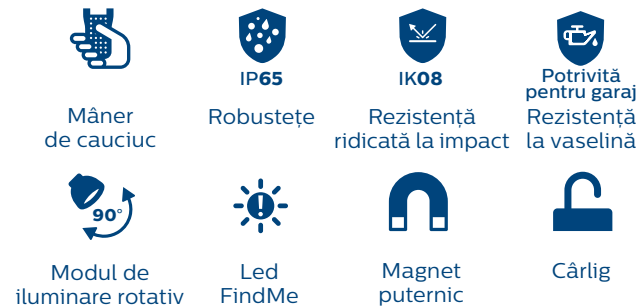 IP65
IK08
Potrivită
pentru garaj
Mâner
de cauciuc
Robustețe
Rezistență
ridicată la impact
Rezistență
la vaselină
90°
Modul de
iluminare rotativ
Led
FindMe
Magnet
puternic
Cârlig